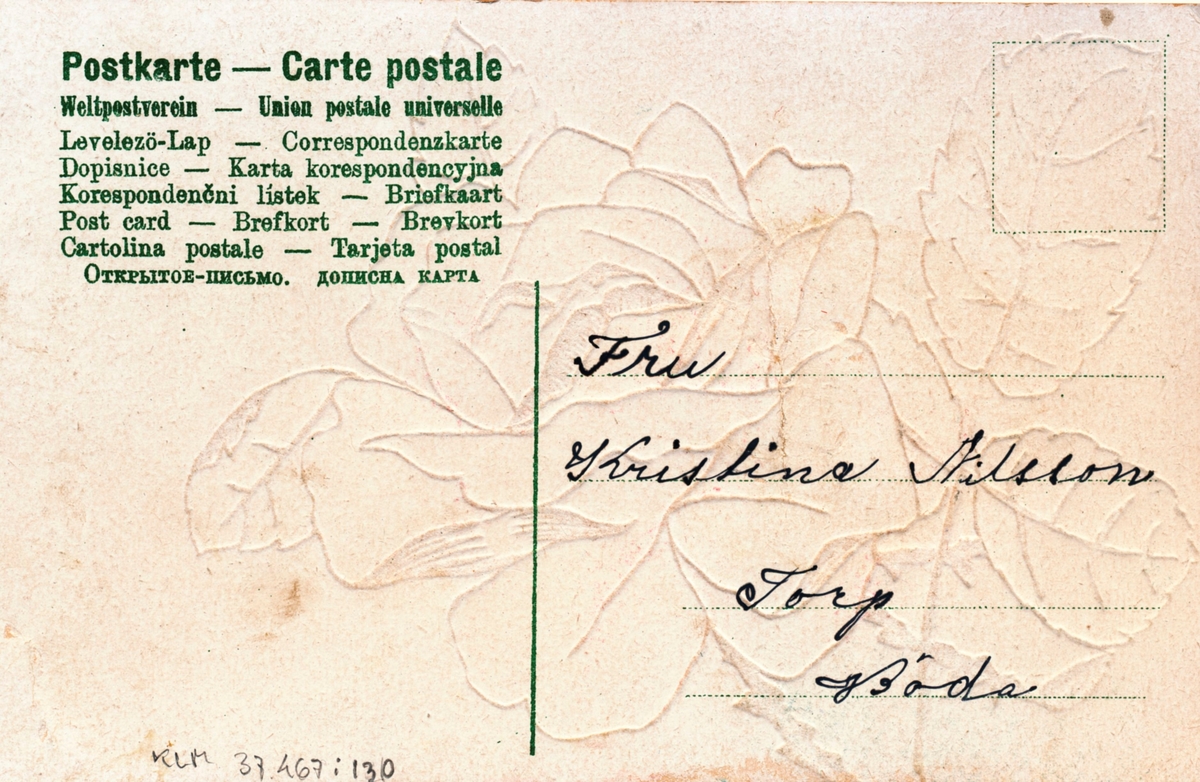 Postkarte — Carte postale
Weltpostverein — Union postale universelle
Levelezö-Lap — Correspondenzkarte
Dopisnice — Karta korespondencyjna
Korespondenčni lístek — Briefkaart
Post card — Brefkort — Brevkort
Cartolina postale — Tarjeta postal
Открытое-письмо. дописна карта
Fru
Kristina Nilsson
Torp
Böda
KLM 37.467:130